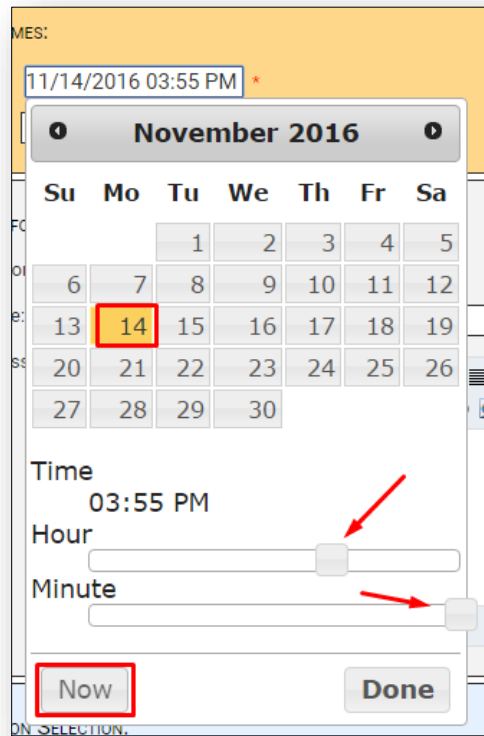 MES:
11/14/2016 03:55 PM *
November 2016
Su Mo Tu We Th Fr Sa
1 2 3 4 5
6 7 8 9 10 11 12
13 14 15 16 17 18 19
20 21 22 23 24 25 26
27 28 29 30
Time
03:55 PM
Hour
Minute
Now Done
ON SELECTION: